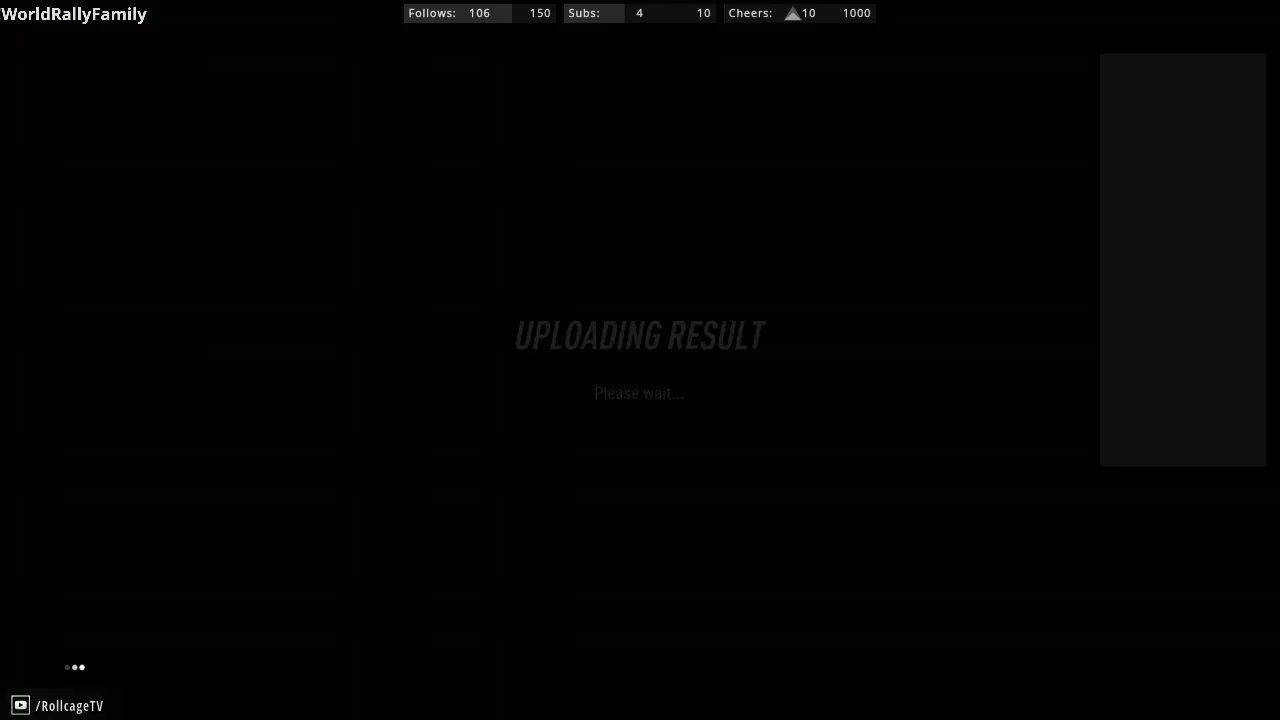 WorldRallyFamily
Follows: 106 150 Subs: 4 10 Cheers: 10 1000
UPLOADING RESULT
Please wait...
/RollcageTV